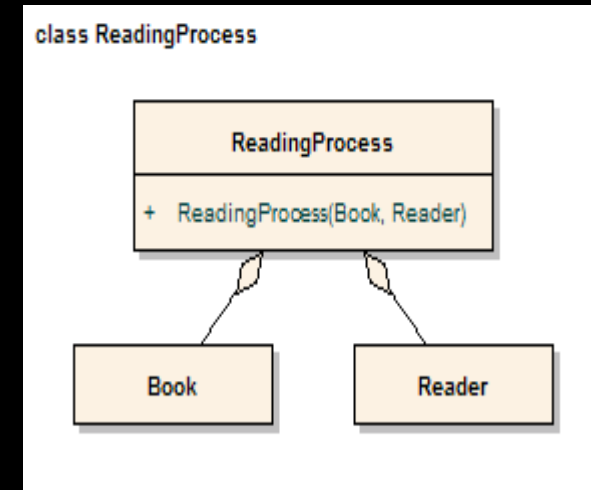 class ReadingProcess
ReadingProcess
+ ReadingProcess(Book, Reader)
Book
Reader